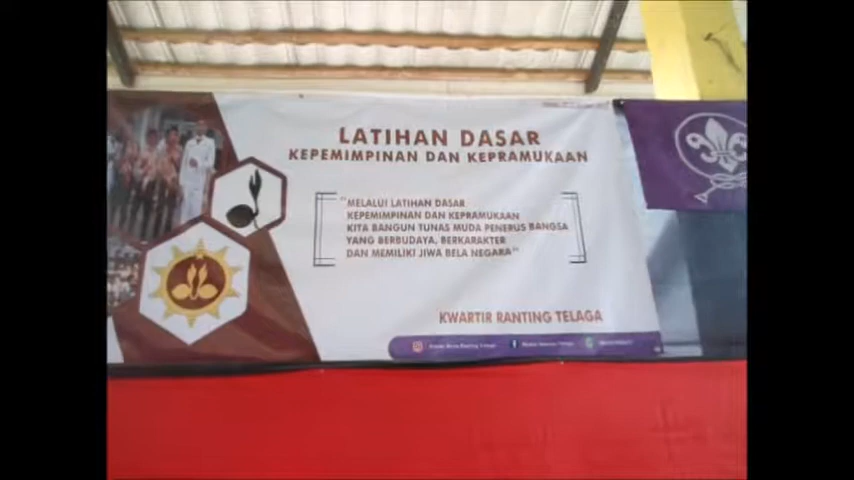 LATIHAN DASAR
KEPEMIMPINAN DAN KEPRAMUKAAN
"MELALUI LATIHAN DASAR
KEPEMIMPINAN DAN KEPRAMUKAAN
KITA BANGUN TUNAS MUDA PENERUS BANGSA
YANG BERBUDAYA, BERKARAKTER
DAN MEMILIKI JIWA BELA NEGARA"
KWARTIR RANTING TELAGA